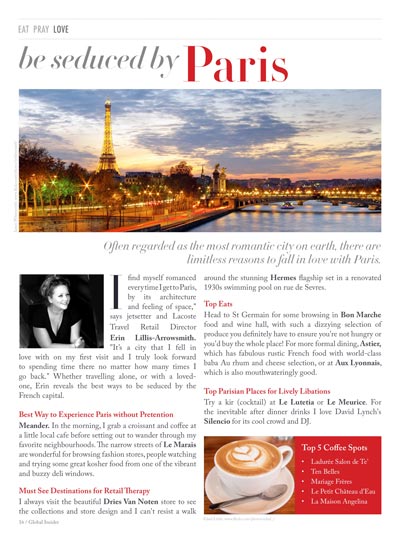 EAT PRAY LOVE
be seduced by Paris
Often regarded as the most romantic city on earth, there are
limitless reasons to fall in love with Paris.
I find myself romanced
every time I get to Paris,
by its architecture
and feeling of space",
says jetsetter and Lacoste
Travel Retail Director
Erin Lillis-Arrowsmith.
"It's a city that I fell in
love with on my first visit and I truly look forward
to spending time there no matter how many times I
go back." Whether travelling alone, or with a loved-
one, Erin reveals the best ways to be seduced by the
French capital.
Best Way to Experience Paris without Pretention
Meander. In the morning, I grab a croissant and coffee at
a little local cafe before setting out to wander through my
favorite neighbourhoods. The narrow streets of Le Marais
are wonderful for browsing fashion stores, people watching
and trying some great kosher food from one of the vibrant
and buzzy deli windows.
Must See Destinations for Retail Therapy
I always visit the beautiful Dries Van Noten store to see
the collections and store design and I can't resist a walk
around the stunning Hermes flagship set in a renovated
1930s swimming pool on rue de Sevres.
Top Eats
Head to St Germain for some browsing in Bon Marche
food and wine hall, with such a dizzying selection of
produce you definitely have to ensure you're not hungry or
you'd buy the whole place! For more formal dining, Astier,
which has fabulous rustic French food with world-class
baba Au rhum and cheese selection, or at Aux Lyonnais,
which is also mouthwateringly good.
Top Parisian Places for Lively Libations
Try a kir (cocktail) at Le Lutetia or Le Meurice. For
the inevitable after dinner drinks I love David Lynch's
Silencio for its cool crowd and DJ.
Top 5 Coffee Spots
• Ladurée Salon de Te'
• Ten Belles
• Mariage Frères
• Le Petit Château d'Eau
• La Maison Angelina
24 / Global Insider